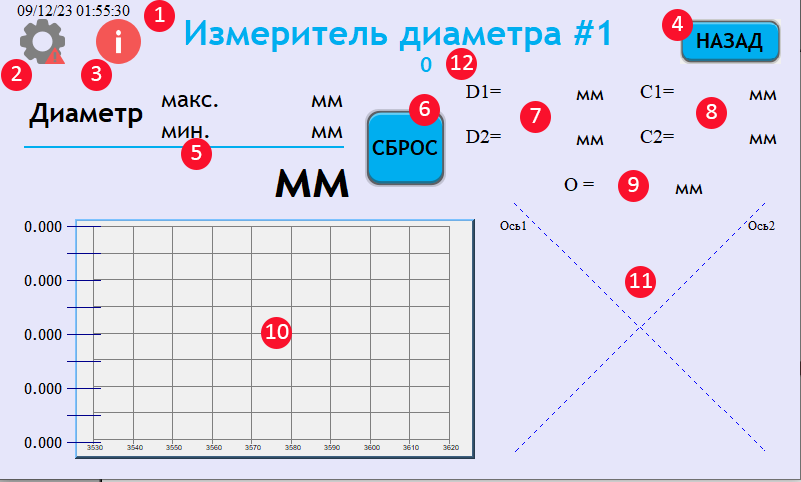 09/12/23 01:55:30
1
Измеритель диаметра #1
4
НАЗАД
2
3
i
0
12
Диаметр
макс. мм
мин. мм
5
6
СБРОС
D1= мм
C1= мм
7
8
D2= мм
C2= мм
O = 9 мм
мм
Ось1
Ось2
11
0.000
0.000
0.000
0.000
0.000
10
3530 3540 3550 3560 3570 3580 3590 3600 3610 3620